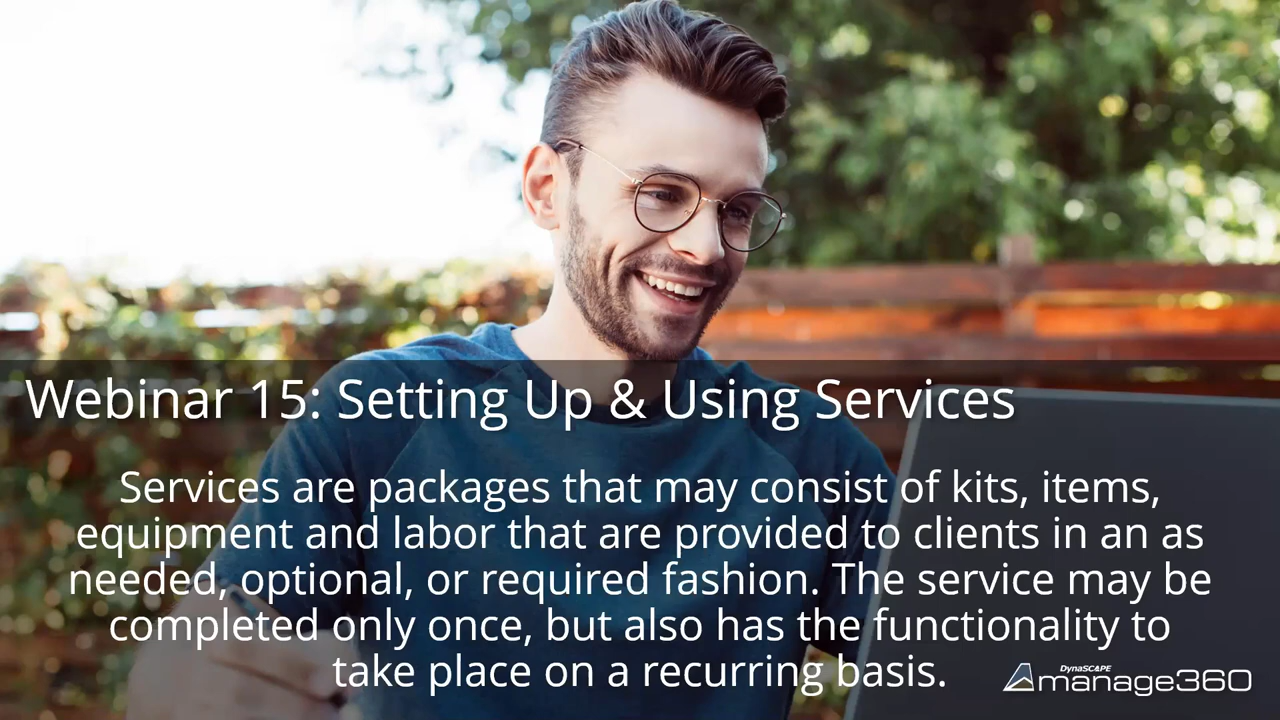 Webinar 15: Setting Up & Using Services
Services are packages that may consist of kits, items,
equipment and labor that are provided to clients in an as
needed, optional, or required fashion. The service may be
completed only once, but also has the functionality to
take place on a recurring basis.
DynaSCAPE
manage360